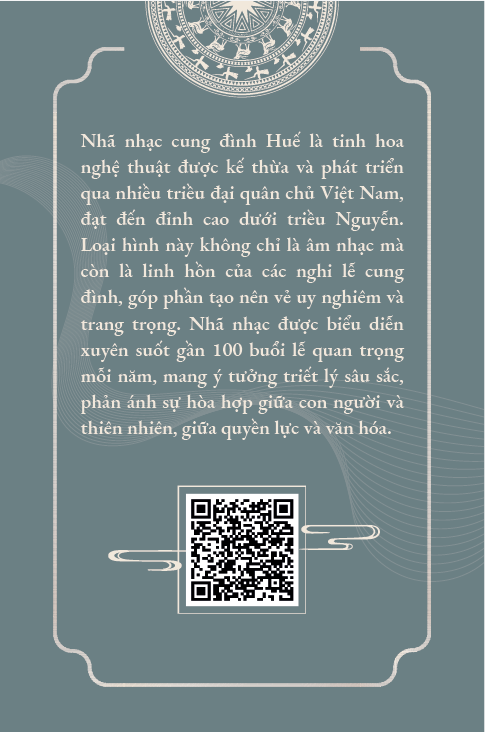 Nhã nhạc cung đình Huế là tinh hoa
nghệ thuật được kế thừa và phát triển
qua nhiều triều đại quân chủ Việt Nam,
đạt đến đỉnh cao dưới triều Nguyễn.
Loại hình này không chỉ là âm nhạc mà
còn là linh hồn của các nghi lễ cung
đình, góp phần tạo nên vẻ uy nghiêm và
trang trọng. Nhã nhạc được biểu diễn
xuyên suốt gần 100 buổi lễ quan trọng
mỗi năm, mang ý tưởng triết lý sâu sắc,
phản ánh sự hòa hợp giữa con người và
thiên nhiên, giữa quyền lực và văn hóa.